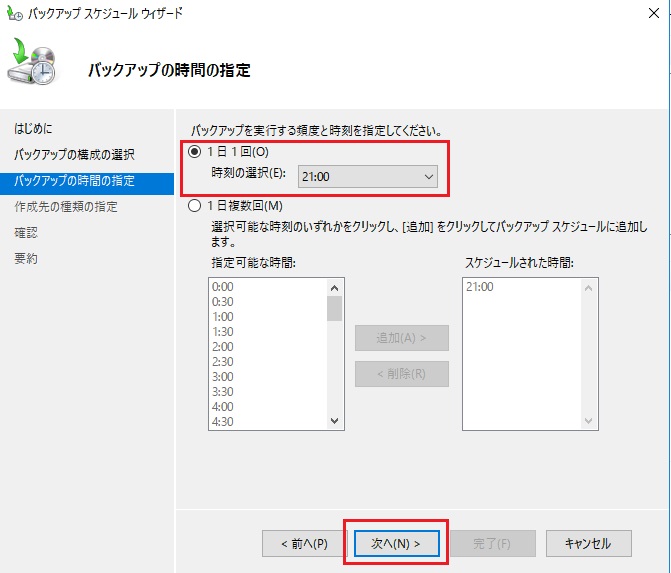 バックアップ スケジュール ウィザード
バックアップの時間の指定
はじめに
バックアップの構成の選択
バックアップの時間の指定
作成先の種類の指定
確認
要約
バックアップを実行する頻度と時刻を指定してください。
1 日 1 回(O)
時刻の選択(E):
21:00
1 日複数回(M)
選択可能な時刻のいずれかをクリックし、[追加] をクリックしてバックアップ スケジュールに追加し
ます。
指定可能な時間:
0:00
0:30
1:00
1:30
2:00
2:30
3:00
3:30
4:00
4:30
追加(A) >
< 削除(R)
スケジュールされた時間:
21:00
< 前へ(P)
次へ(N) >
完了(F)
キャンセル